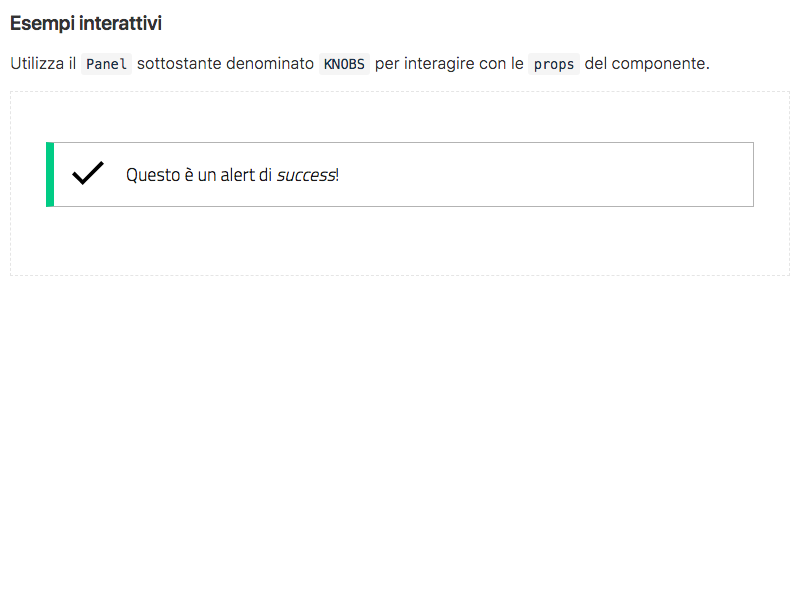 Esempi interattivi
Utilizza il Panel sottostante denominato KNOBS per interagire con le props del componente.
Questo è un alert di success!